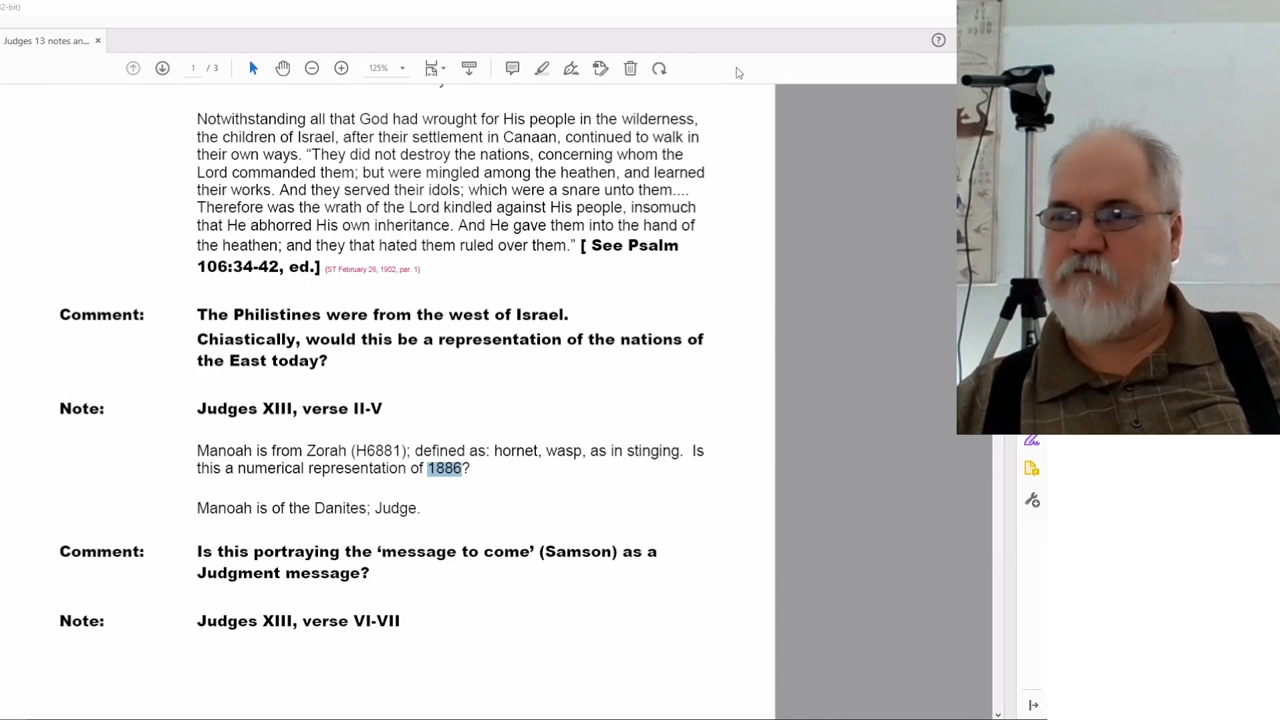 2-bit)
Judges 13 notes an... ×
1 / 3
125%
Notwithstanding all that God had wrought for His people in the wilderness,
the children of Israel, after their settlement in Canaan, continued to walk in
their own ways. “They did not destroy the nations, concerning whom the
Lord commanded them; but were mingled among the heathen, and learned
their works. And they served their idols; which were a snare unto them....
Therefore was the wrath of the Lord kindled against His people, insomuch
that He abhorred His own inheritance. And He gave them into the hand of
the heathen; and they that hated them ruled over them.” [ See Psalm
106:34-42, ed.] {ST February 26, 1902, par. 1}
Comment: The Philistines were from the west of Israel.
Chiastically, would this be a representation of the nations of
the East today?
Note: Judges XIII, verse II-V
Manoah is from Zorah (H6881); defined as: hornet, wasp, as in stinging. Is
this a numerical representation of 1886?
Manoah is of the Danites; Judge.
Comment: Is this portraying the ‘message to come’ (Samson) as a
Judgment message?
Note: Judges XIII, verse VI-VII